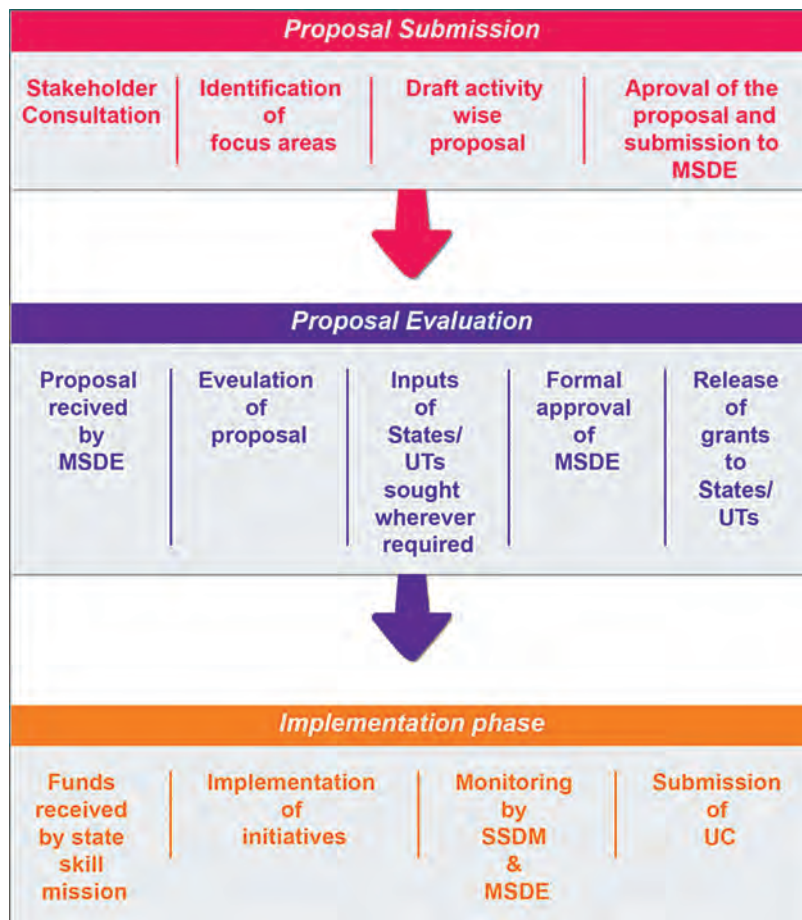 Proposal Submission
Stakeholder
Consultation
Identification
of
focus areas
Draft activity
wise
proposal
Aproval of the
proposal and
submission to
MSDE
Proposal Evaluation
Proposal
recived
by
MSDE
Eveulation
of
proposal
Inputs
of
States/
UTs
sought
wherever
required
Formal
approval
of
MSDE
Release
of
grants
to
States/
UTs
Implementation phase
Funds
received
by state
skill
mission
Implementation
of
initiatives
Monitoring
by
SSDM
&
MSDE
Submission
of
UC